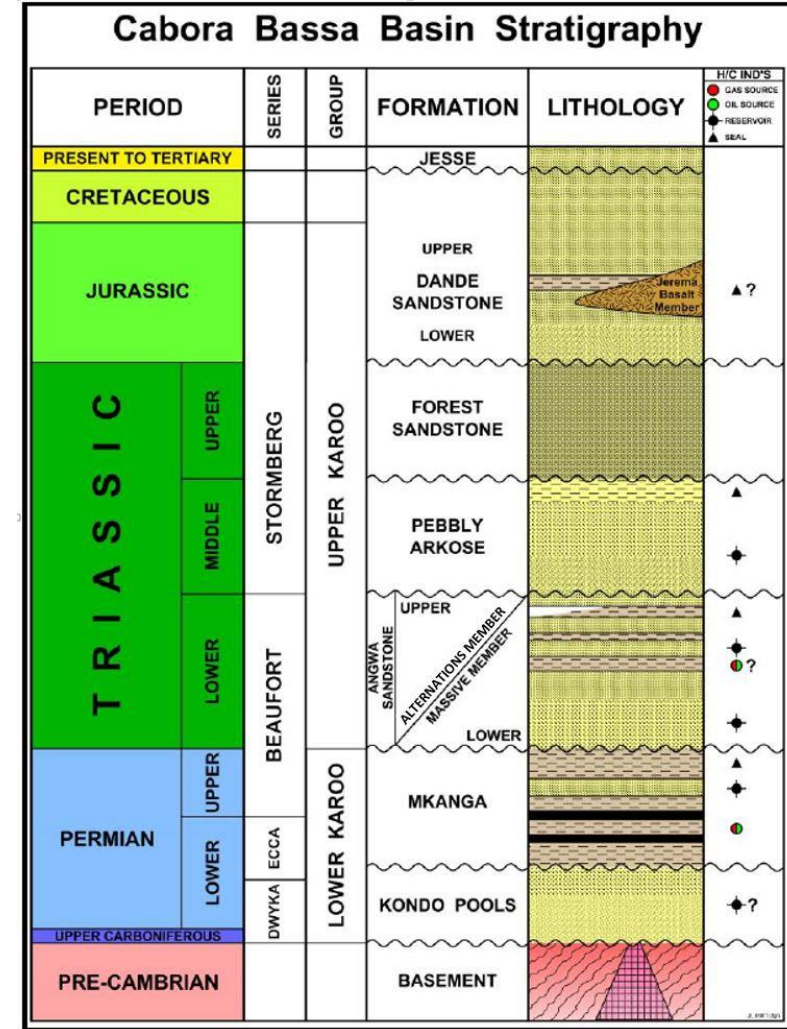 Cabora Bassa Basin Stratigraphy
PERIOD
SERIES
GROUP
FORMATION
LITHOLOGY
H/C IND'S
GAS SOURCE
OIL SOURCE
RESERVOIR
SEAL
PRESENT TO TERTIARY
JESSE
CRETACEOUS
JURASSIC
UPPER
DANDE
SANDSTONE
LOWER
Jerema
Basalt
Member
?
TRIASSIC
UPPER
MIDDLE
LOWER
STORMBERG
UPPER KAROO
FOREST
SANDSTONE
PEBBLY
ARKOSE
BEAUFORT
ANGWA
SANDSTONE
UPPER
ALTERNATIONS MEMBER
MASSIVE MEMBER
LOWER
?
PERMIAN
UPPER
LOWER
ECCA
DWYKA
LOWER KAROO
MKANGA
KONDO POOLS
?
UPPER CARBONIFEROUS
PRE-CAMBRIAN
BASEMENT